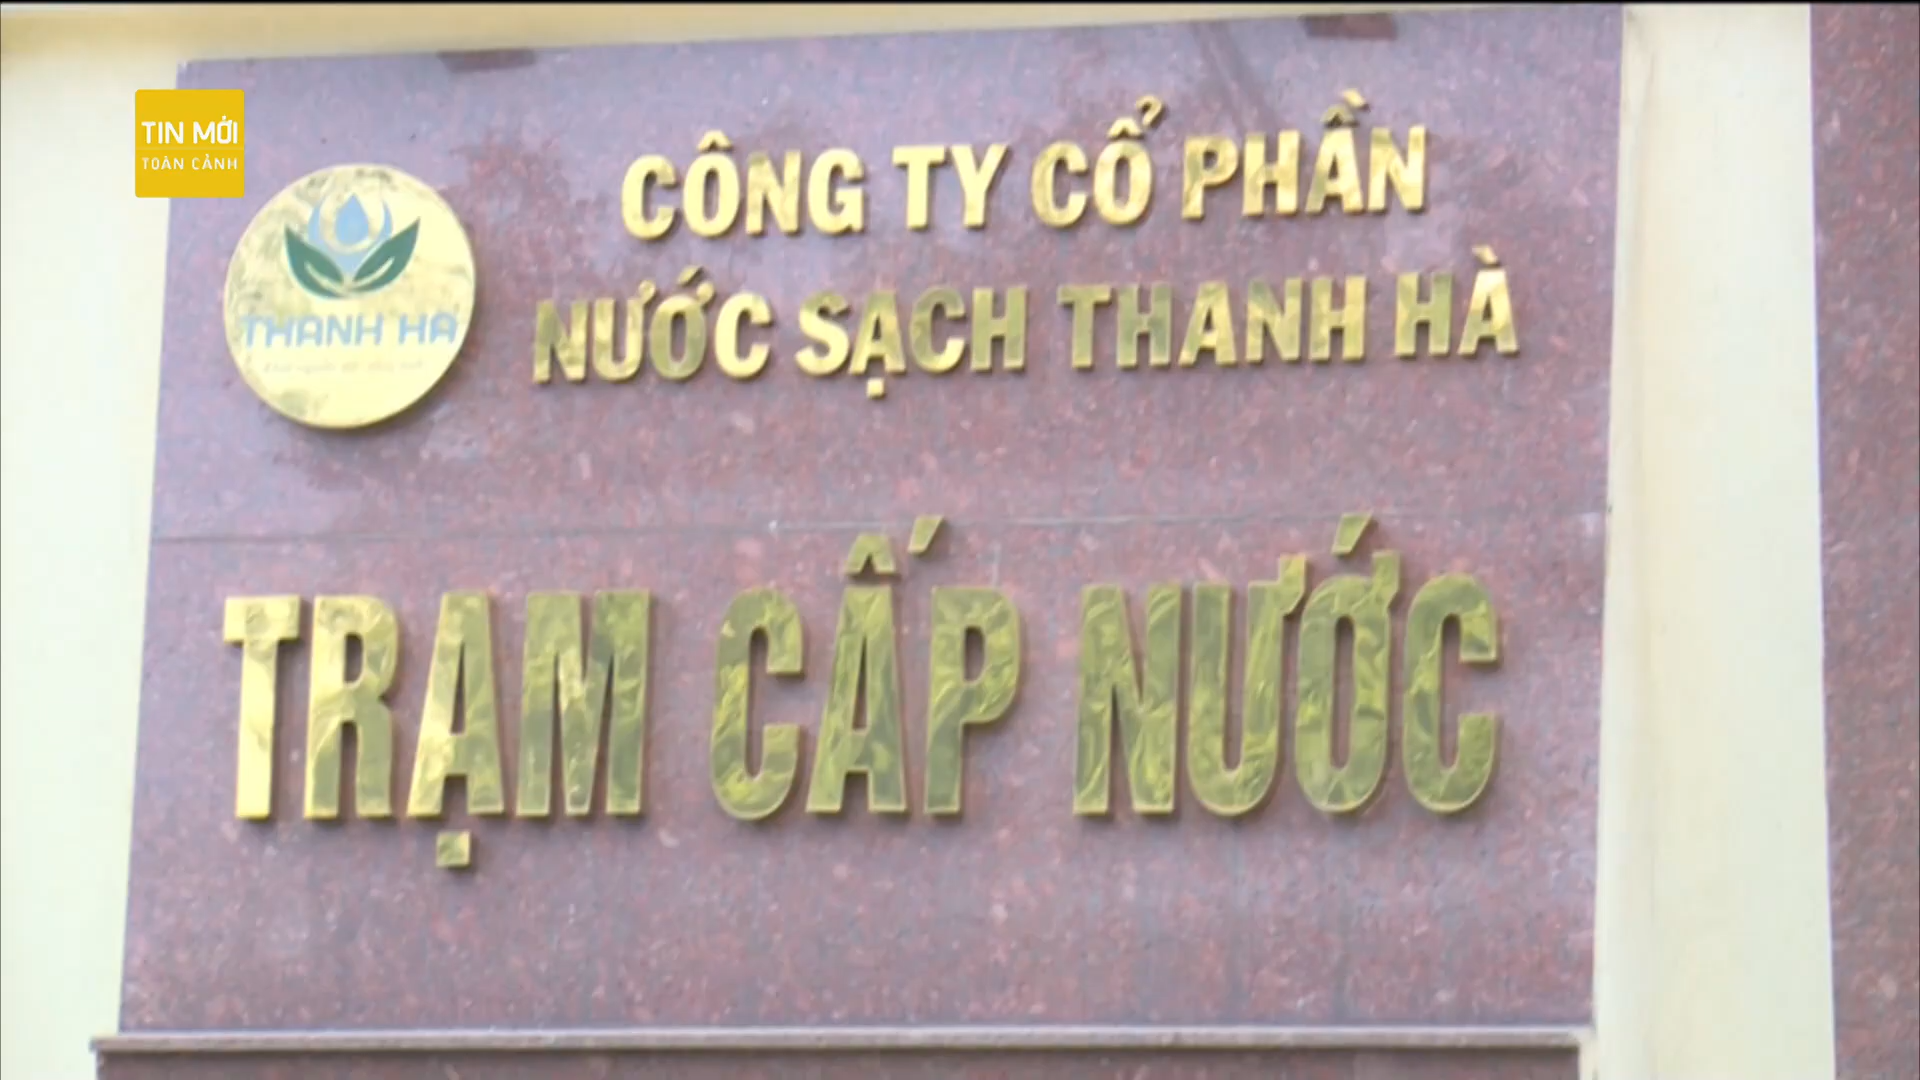 TIN MỚI
TOÀN CẢNH
CÔNG TY CỔ PHẦN
NƯỚC SẠCH THANH HÀ
THANH HÀ
TRẠM CẤP NƯỚC